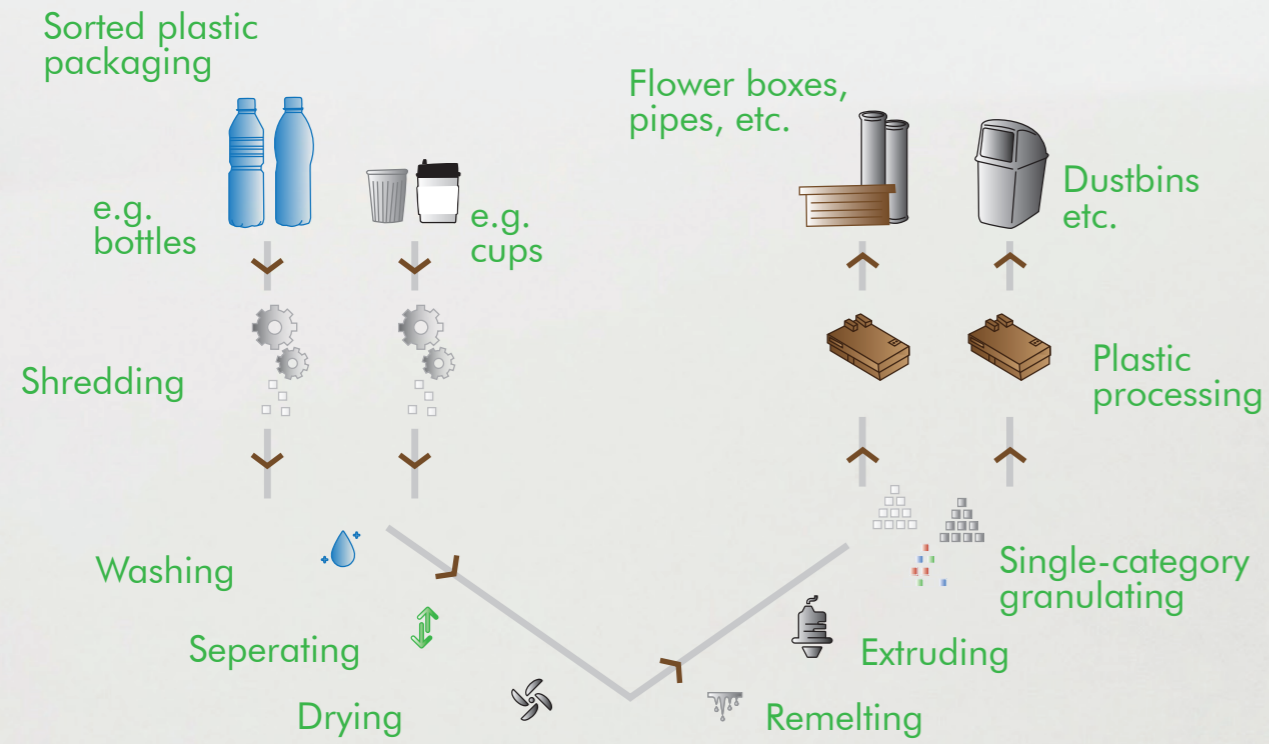 Sorted plastic
packaging
e.g.
bottles
e.g.
cups
Shredding
Washing
Seperating
Drying
Remelting
Extruding
Single-category
granulating
Plastic
processing
Flower boxes,
pipes, etc.
Dustbins
etc.